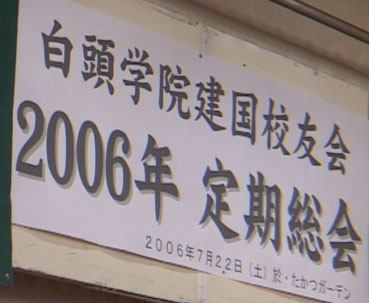 白頭学院建国校友会
2006年 定期総会
2006年7月22日(土)於・たかつガーデン